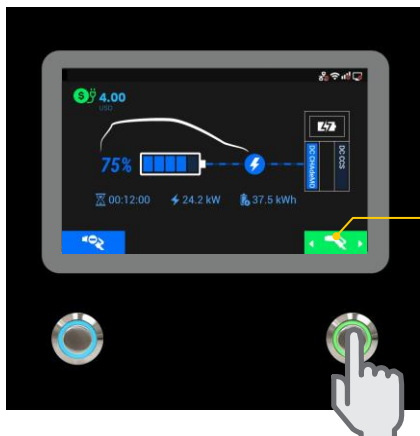 $ 4.00
USD
75%
00:12:00 24.2 kW 37.5 kWh
DC CHAdeMO
DC CCS